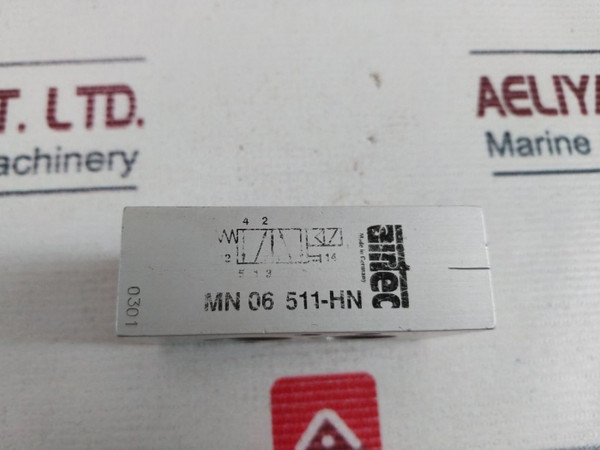 T. LTD.
achinery
AELIY
Marine
4 2
2
14
5 1 3
airtec
Made in Germany
MN 06 511-HN
0301